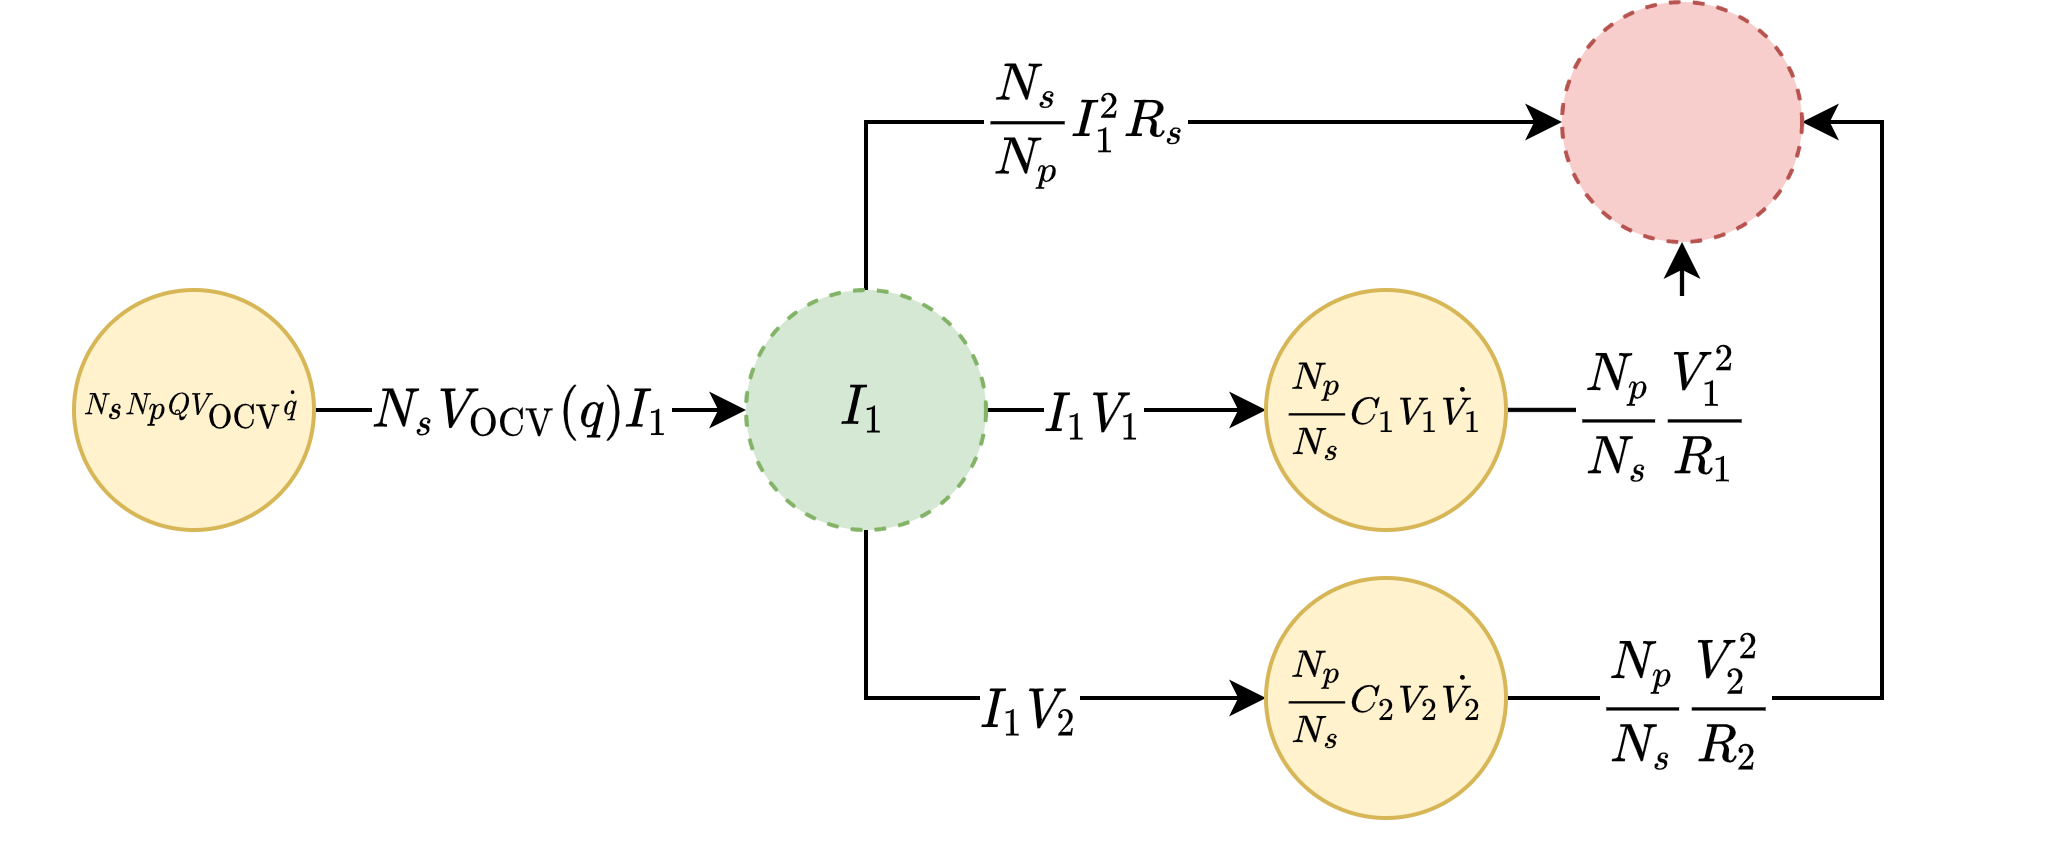 $\frac{N_s}{N_p} I_1^2 R_s$
$N_s N_p Q V_{\text{OCV}} \dot{q}$
$N_s V_{\text{OCV}}(q) I_1$
$I_1$
$I_1 V_1$
$\frac{N_p}{N_s} C_1 V_1 \dot{V_1}$
$\frac{N_p}{N_s} \frac{V_1^2}{R_1}$
$I_1 V_2$
$\frac{N_p}{N_s} C_2 V_2 \dot{V_2}$
$\frac{N_p}{N_s} \frac{V_2^2}{R_2}$